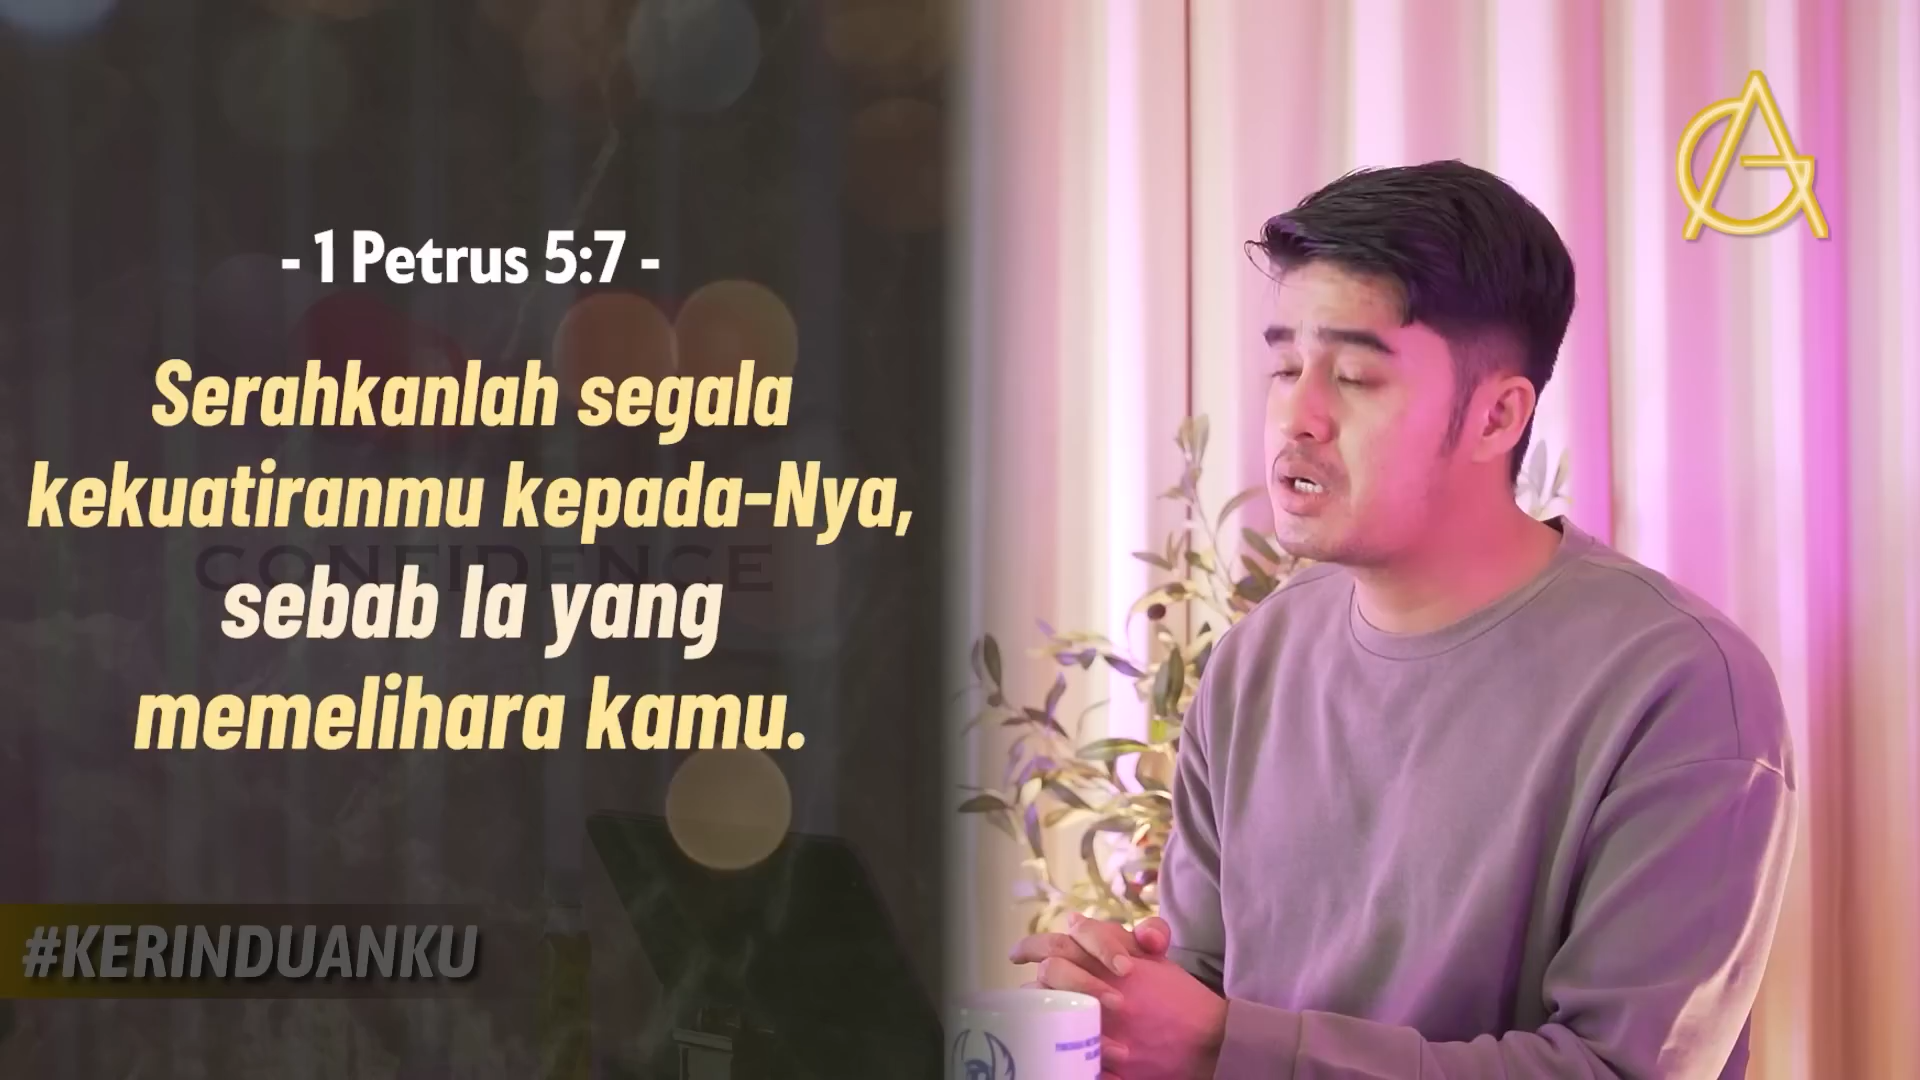 - 1 Petrus 5:7 -
Serahkanlah segala
kekuatiranmu kepada-Nya,
CONFIDENCE
sebab Ia yang
memelihara kamu.
#KERINDUANKU